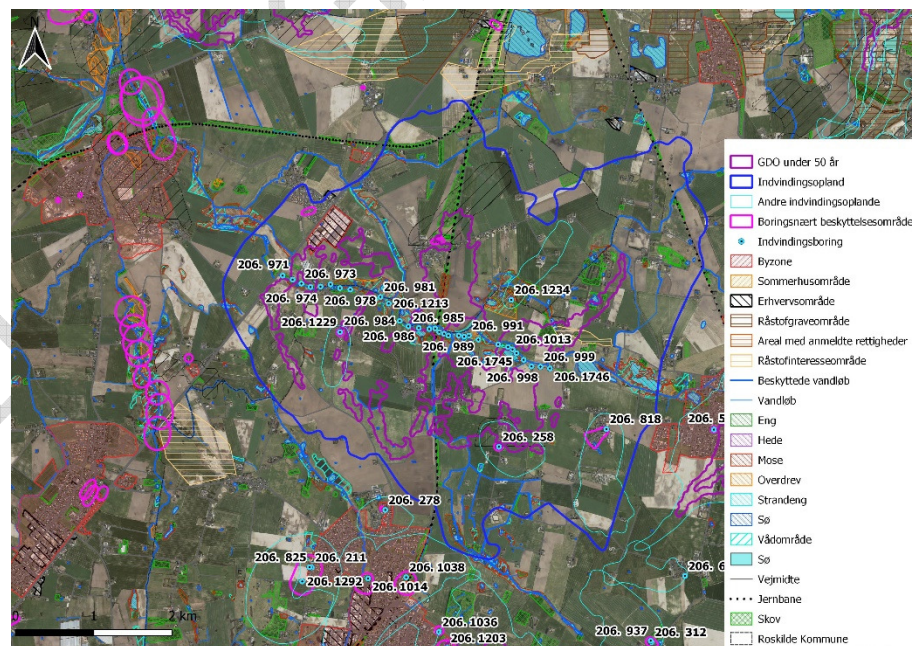 N
GDO under 50 år
Indvindingsopland
Andre indvindingsoplande
Boringsnært beskyttelsesområde
Indvindingsboring
Byzone
Sommerhusområde
Erhvervsområde
Råstofgraveområde
Areal med anmeldte rettigheder
Råstofinteresseområde
Beskyttede vandløb
Vandløb
Eng
Hede
Mose
Overdrev
Strandeng
Sø
Vådområde
Sø
Vejmidte
Jernbane
Skov
Roskilde Kommune
206. 971
206. 973
206. 981
206. 1234
206. 974
206. 978
206. 1213
206. 1229
206. 984
206. 985
206. 991
206. 986
206. 1013
206. 989
206. 999
206. 1745
206. 998
206. 1746
206. 818
206. 5
206. 258
206. 278
206. 825
206. 211
206. 1038
206. 1292
206. 1014
206. 6
206. 1036
206. 1203
206. 937
206. 312
0 1 2 km